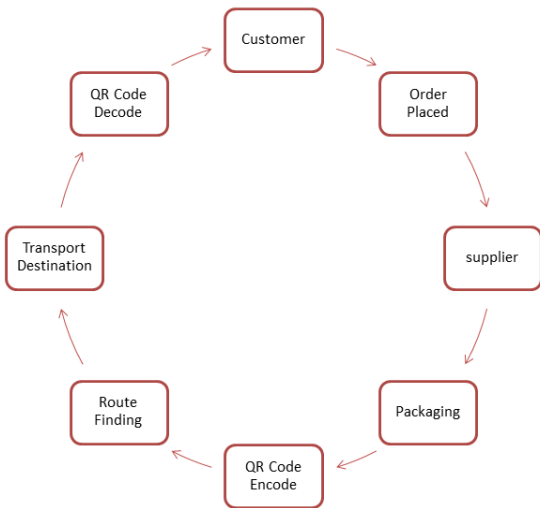 Customer
Order
Placed
supplier
Packaging
QR Code
Encode
Route
Finding
Transport
Destination
QR Code
Decode